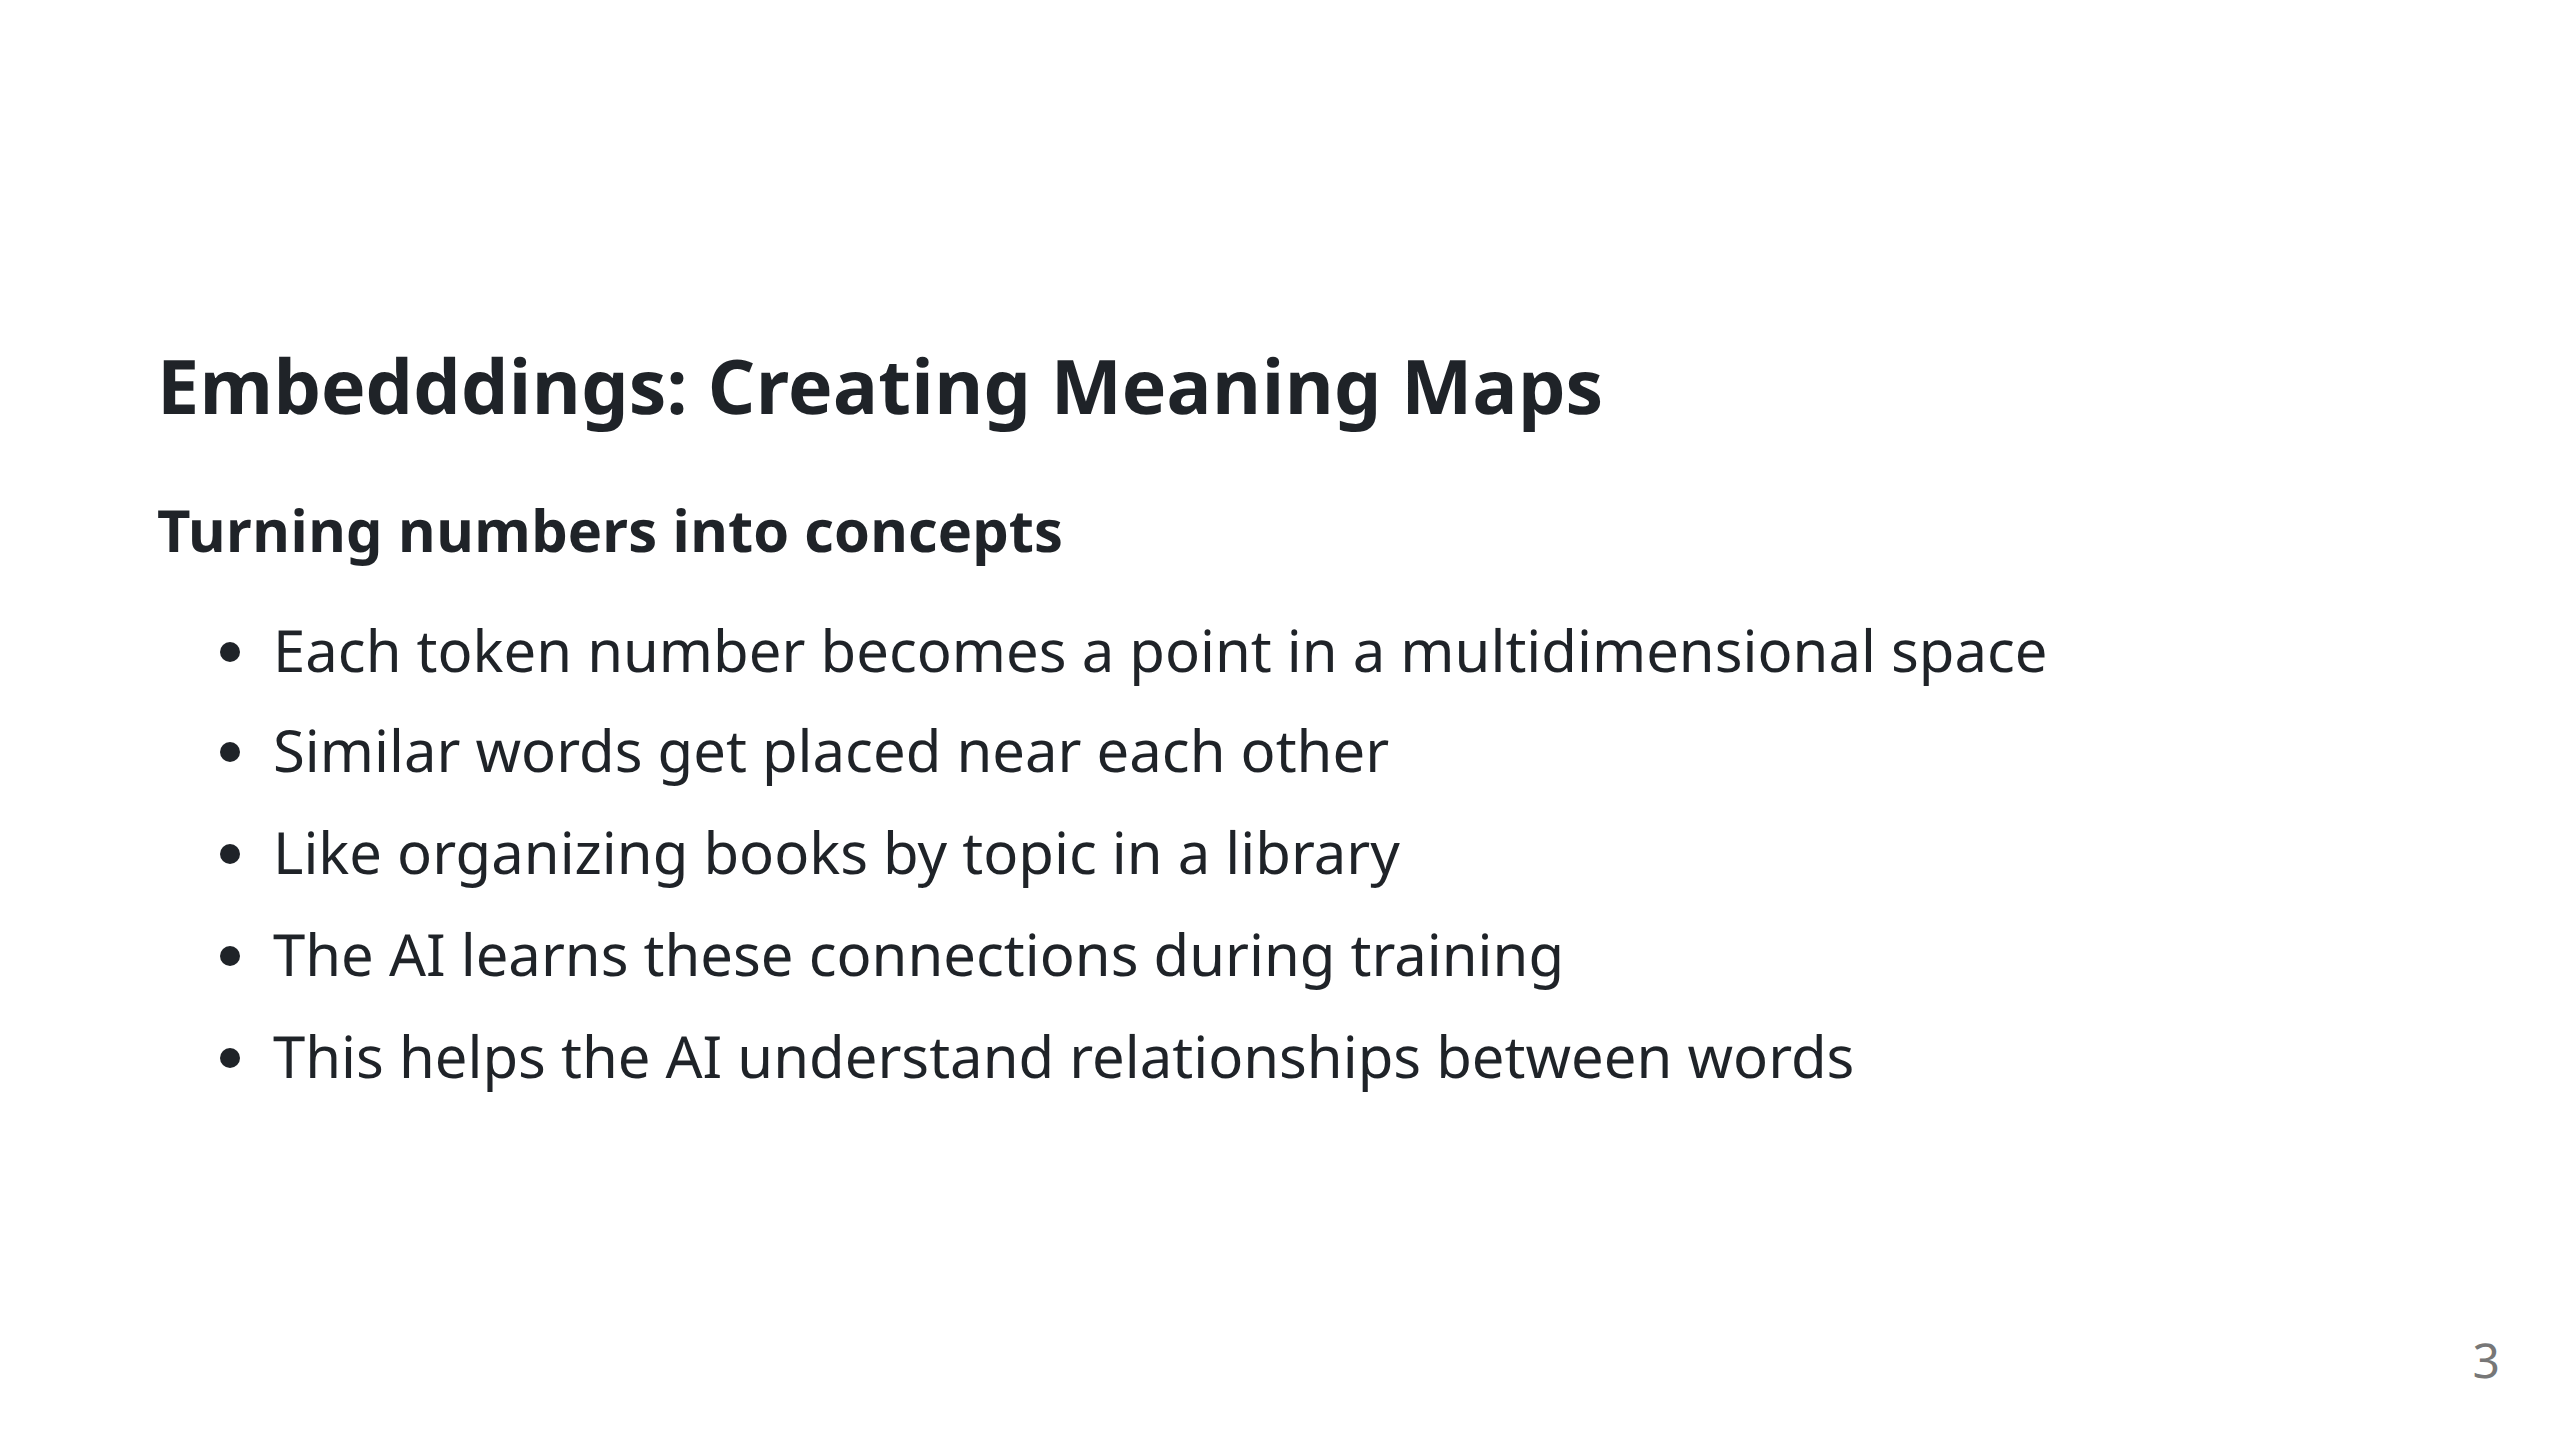 Embedddings: Creating Meaning Maps
Turning numbers into concepts
• Each token number becomes a point in a multidimensional space
• Similar words get placed near each other
• Like organizing books by topic in a library
• The AI learns these connections during training
• This helps the AI understand relationships between words
3